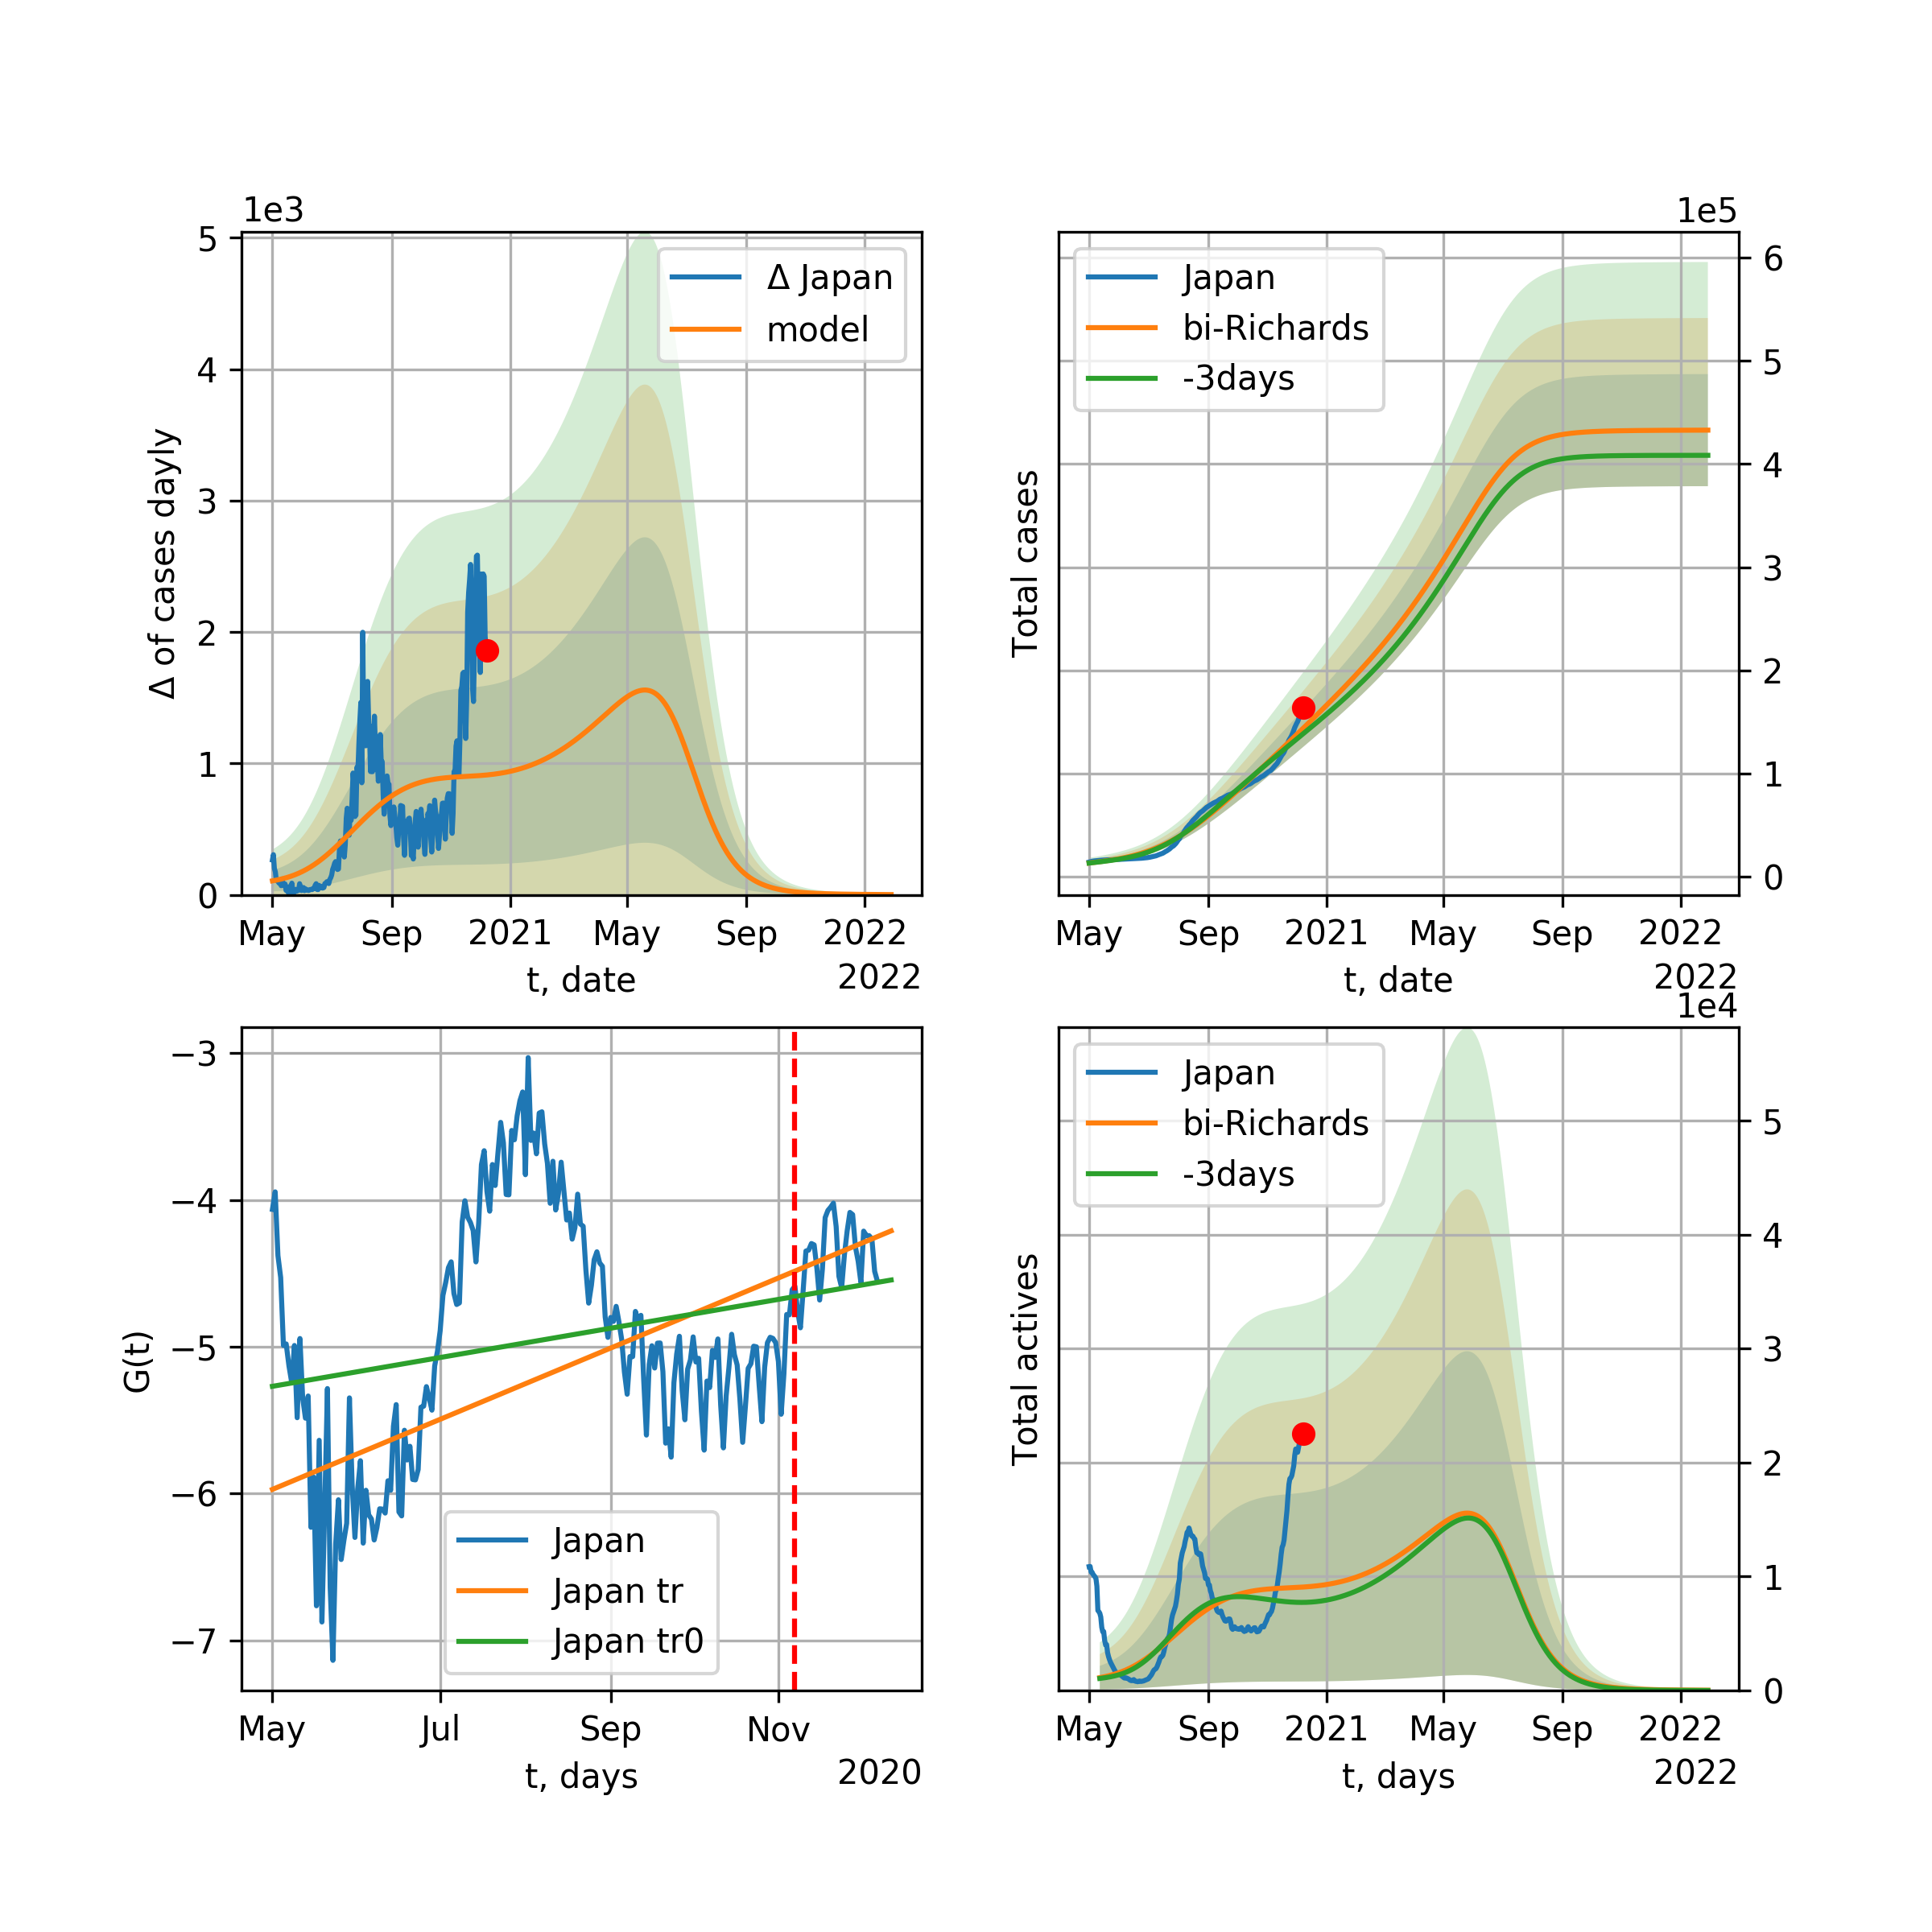 1e3
5
4
3
2
1
0
Δ of cases dayly
Δ Japan
model
May Sep 2021 May Sep 2022
t, date
2022
1e5
6
5
4
3
2
1
0
Total cases
Japan
bi-Richards
-3days
May Sep 2021 May Sep 2022
t, date
2022
−3
−4
−5
−6
−7
G(t)
Japan
Japan tr
Japan tr0
May Jul Sep Nov
t, days
2020
1e4
5
4
3
2
1
0
Total actives
Japan
bi-Richards
-3days
May Sep 2021 May Sep 2022
t, days
2022